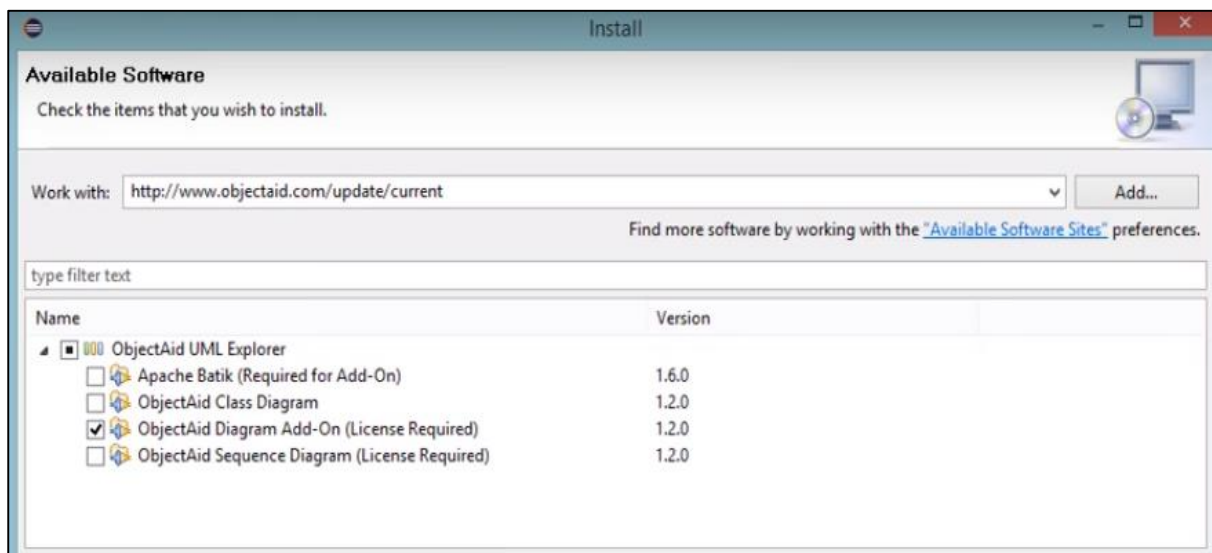 Install
Available Software
Check the items that you wish to install.
Work with: http://www.objectaid.com/update/current Add...
Find more software by working with the "Available Software Sites" preferences.
type filter text
Name Version
ObjectAid UML Explorer
Apache Batik (Required for Add-On) 1.6.0
ObjectAid Class Diagram 1.2.0
ObjectAid Diagram Add-On (License Required) 1.2.0
ObjectAid Sequence Diagram (License Required) 1.2.0